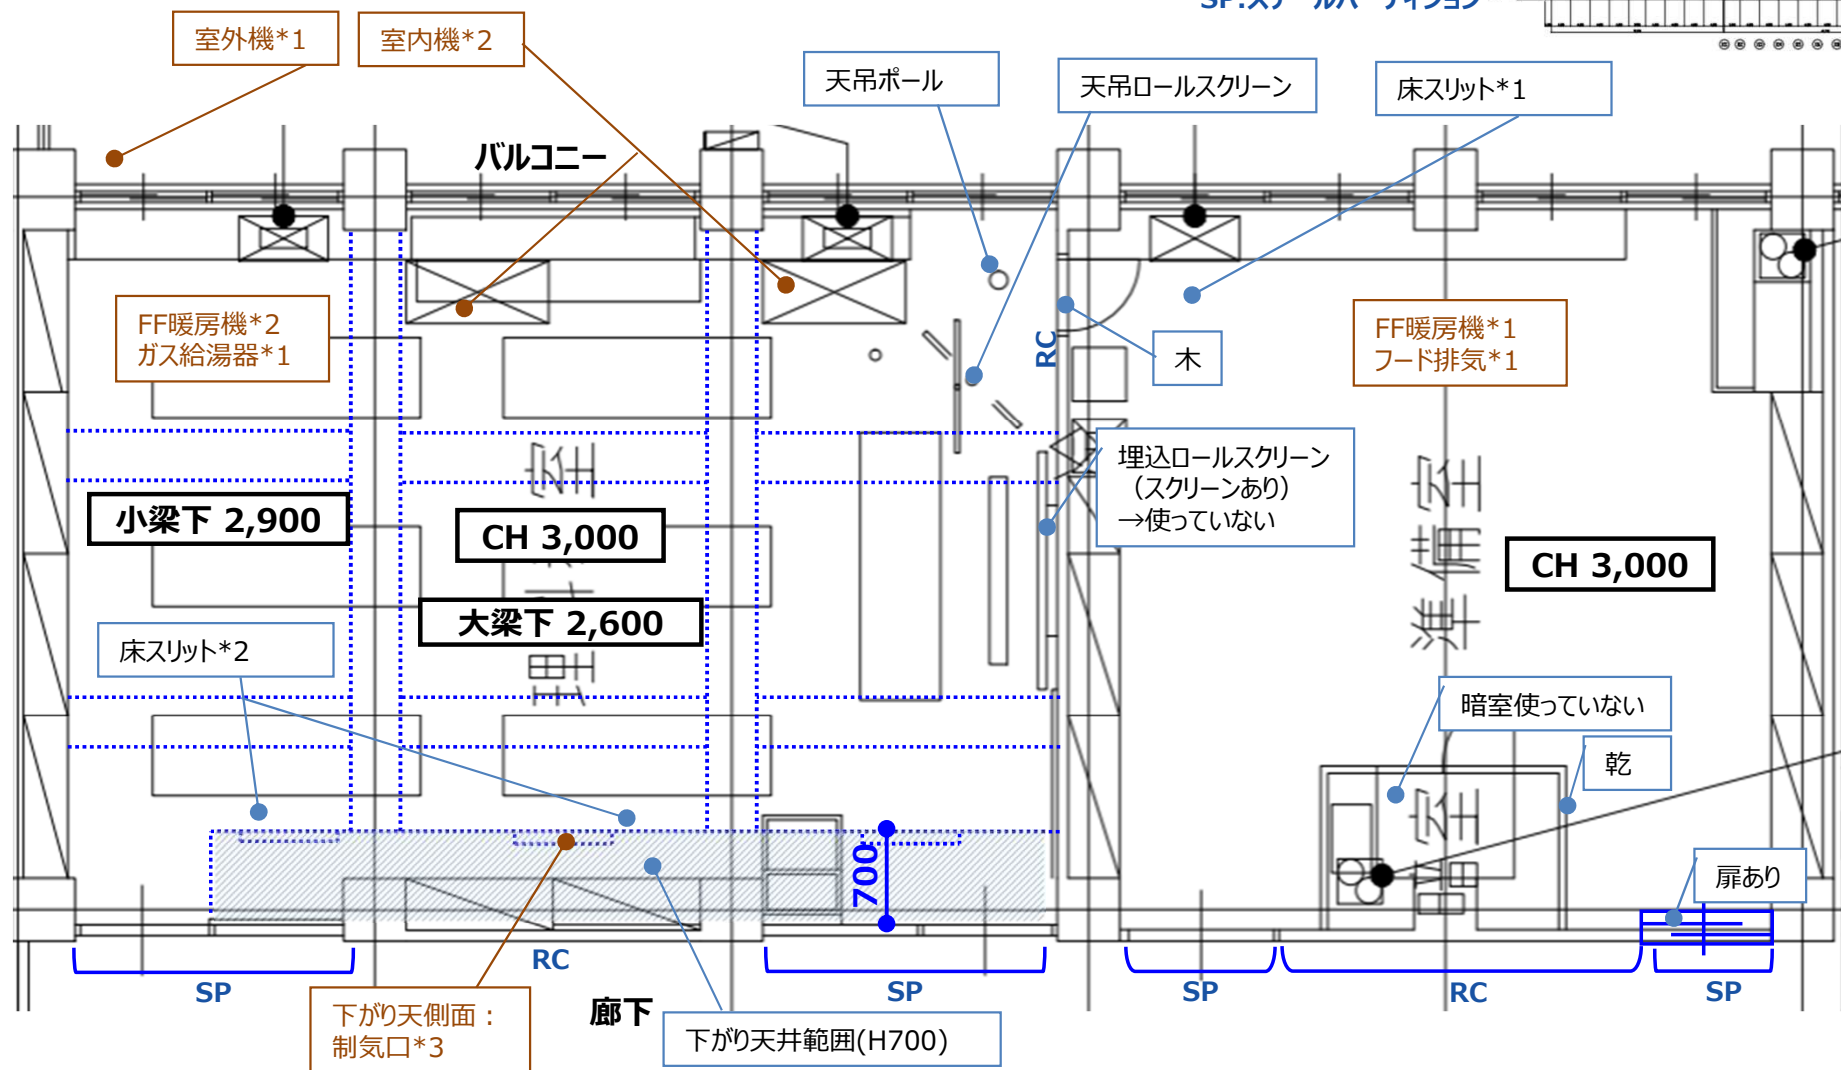 室外機*1
室内機*2
天吊ポール
天吊ロールスクリーン
床スリット*1
バルコニー
FF暖房機*2
ガス給湯器*1
RC
木
FF暖房機*1
フード排気*1
埋込ロールスクリーン
（スクリーンあり）
→使っていない
小梁下 2,900
CH 3,000
大梁下 2,600
準備室
CH 3,000
床スリット*2
暗室使っていない
乾
700
扉あり
SP
RC
SP
SP
RC
SP
下がり天側面：
制気口*3
廊下
下がり天井範囲(H700)